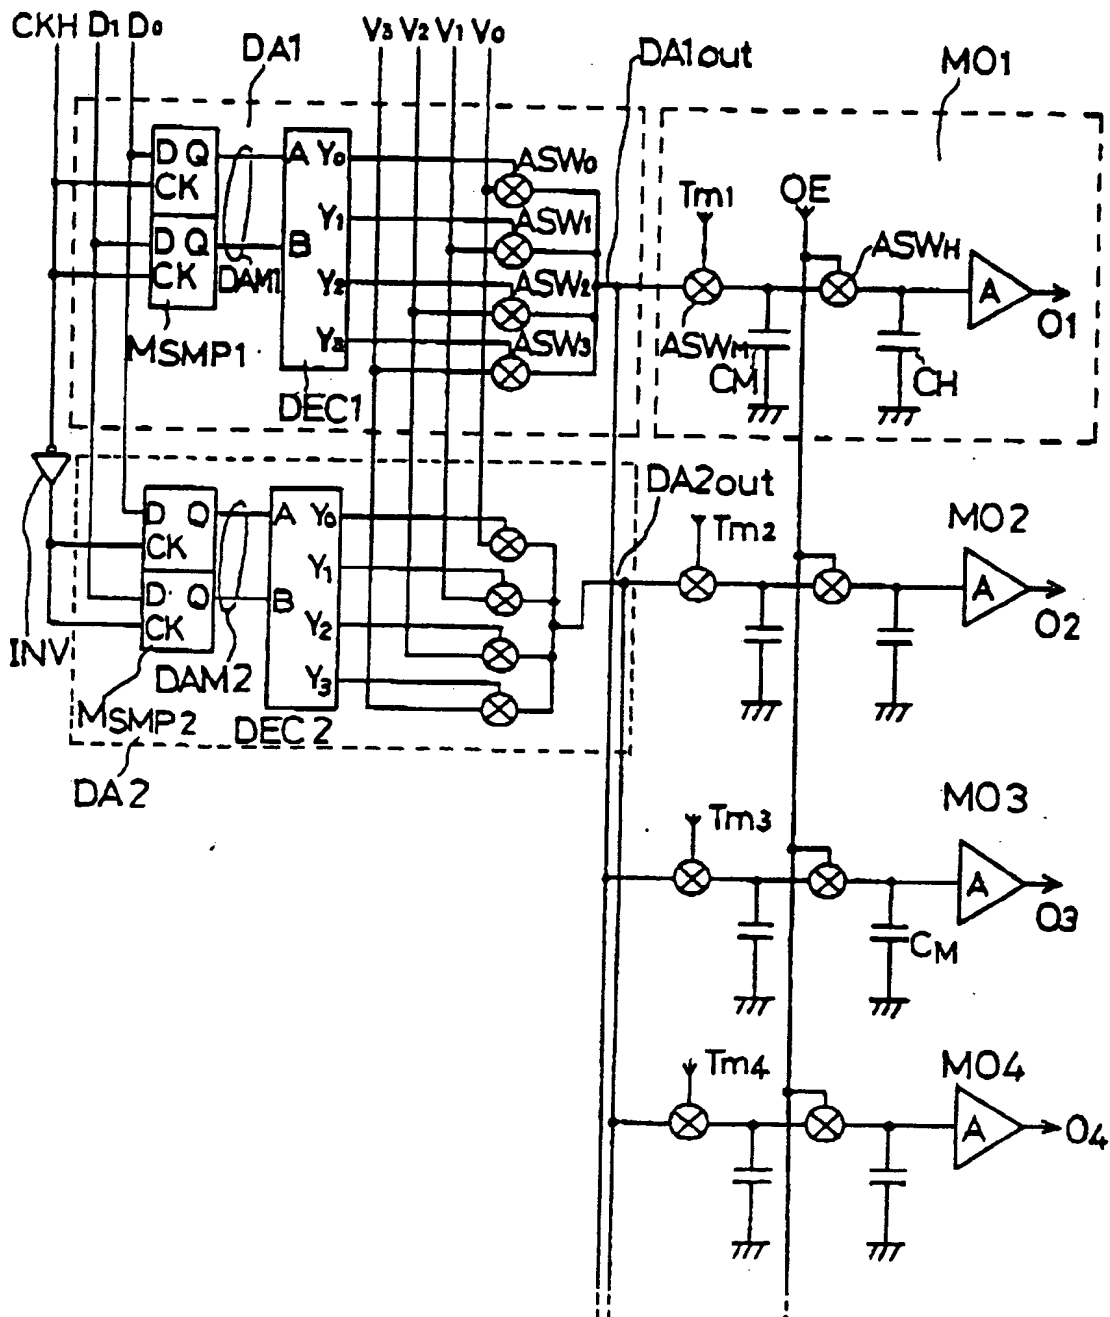 CKH D1 D0 V3 V2 V1 V0
DA1
DA1out
MO1
D Q
CK
D Q
CK
MSMP1
DAM1
A Y0
Y1
B
Y2
Y3
DEC1
ASW0
ASW1
ASW2
ASW3
Tm1
OE
ASWH
ASWM
CM
CH
A
O1
INV
D Q
CK
D Q
CK
MSMP2
DAM2
A Y0
Y1
B
Y2
Y3
DEC2
DA2
DA2out
Tm2
MO2
A
O2
Tm3
MO3
A
O3
CM
Tm4
MO4
A
O4